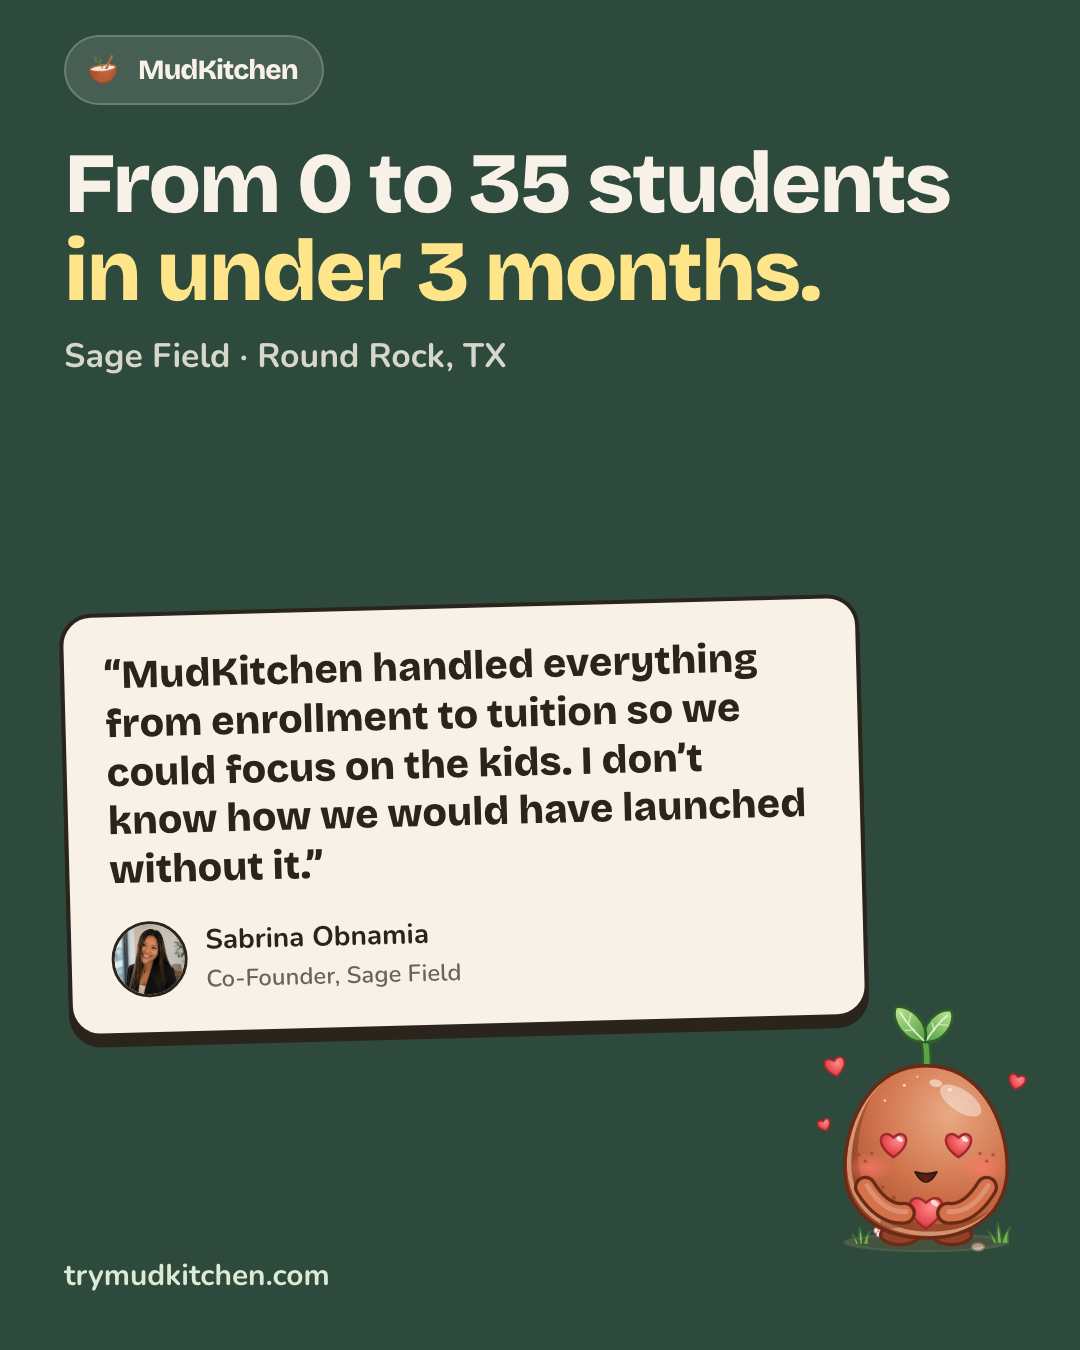 MudKitchen
From 0 to 35 students
in under 3 months.
Sage Field · Round Rock, TX
“MudKitchen handled everything
from enrollment to tuition so we
could focus on the kids. I don’t
know how we would have launched
without it.”
Sabrina Obnamia
Co-Founder, Sage Field
trymudkitchen.com